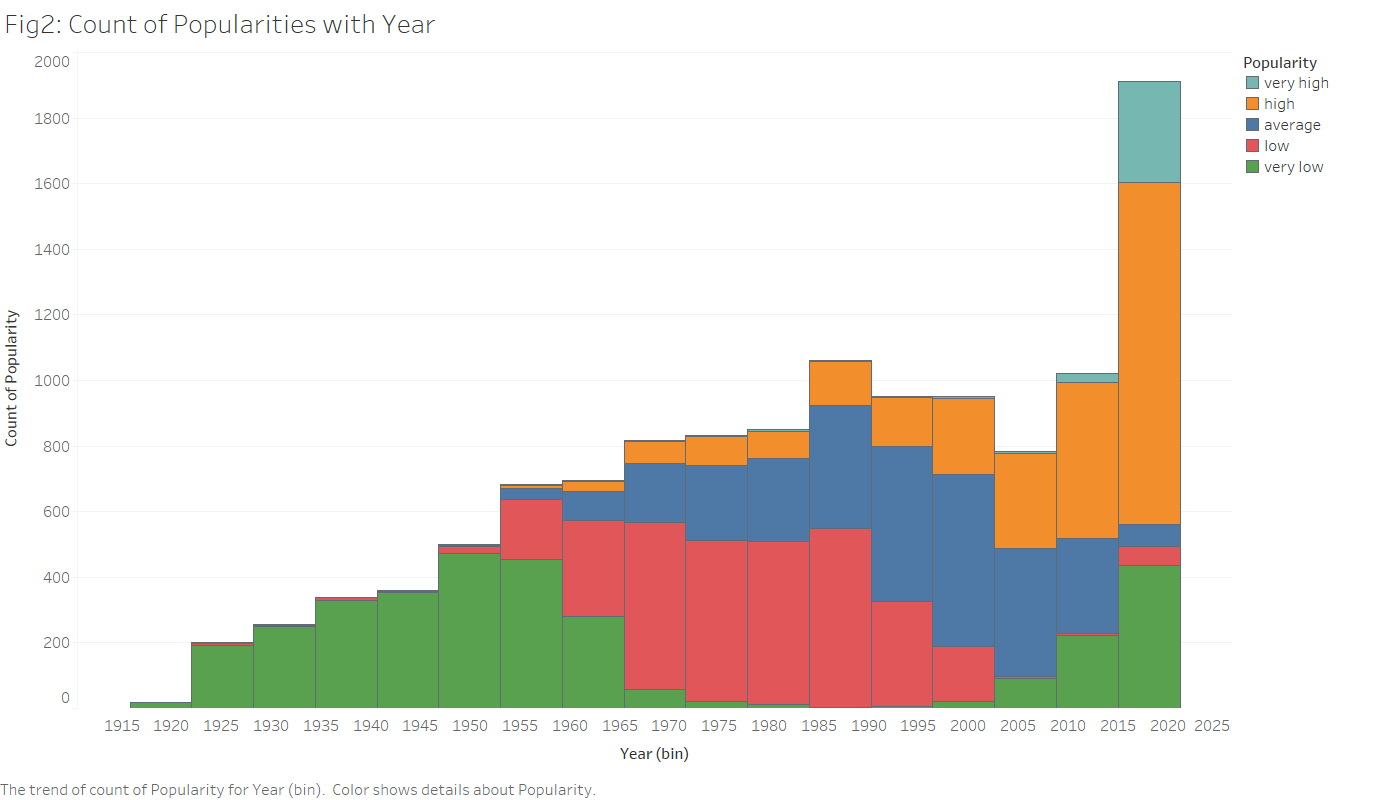 Fig2: Count of Popularities with Year
2000
1800
1600
1400
1200
1000
800
600
400
200
0
Count of Popularity
1915 1920 1925 1930 1935 1940 1945 1950 1955 1960 1965 1970 1975 1980 1985 1990 1995 2000 2005 2010 2015 2020 2025
Year (bin)
Popularity
very high
high
average
low
very low
The trend of count of Popularity for Year (bin). Color shows details about Popularity.